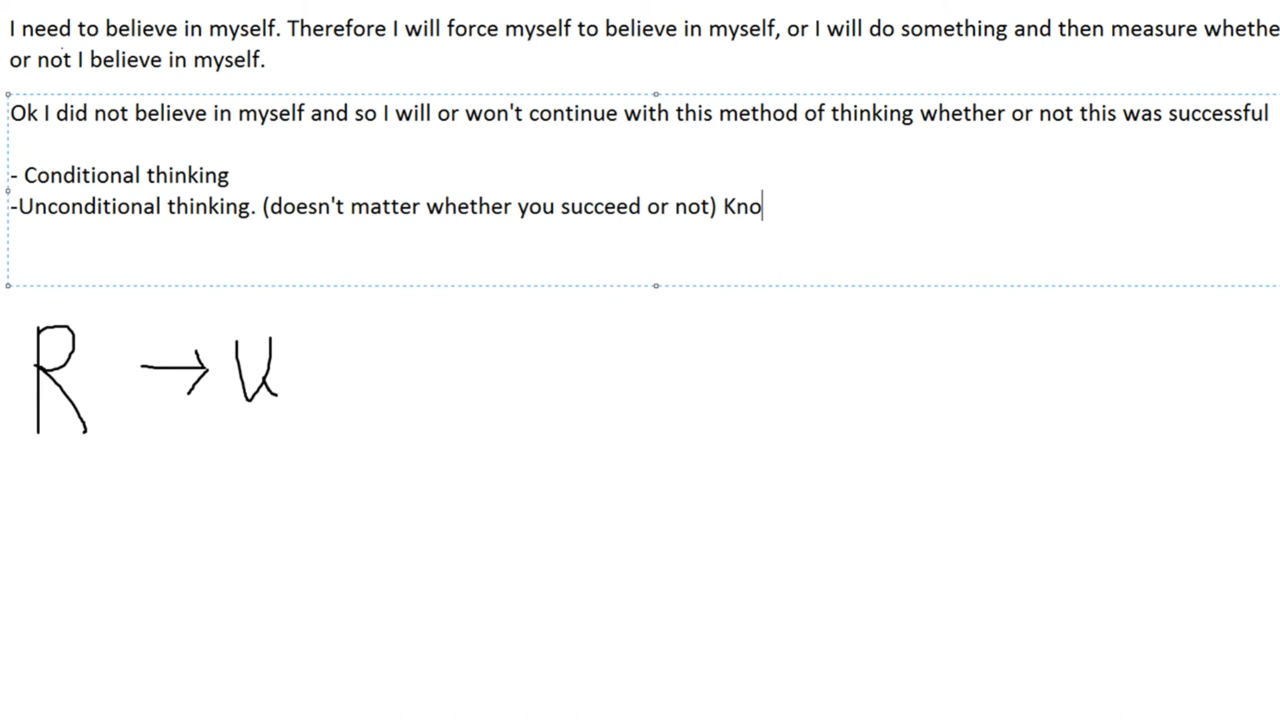 I need to believe in myself. Therefore I will force myself to believe in myself, or I will do something and then measure whethe
or not I believe in myself.
Ok I did not believe in myself and so I will or won't continue with this method of thinking whether or not this was successful
- Conditional thinking
-Unconditional thinking. (doesn't matter whether you succeed or not) Kno
R → U